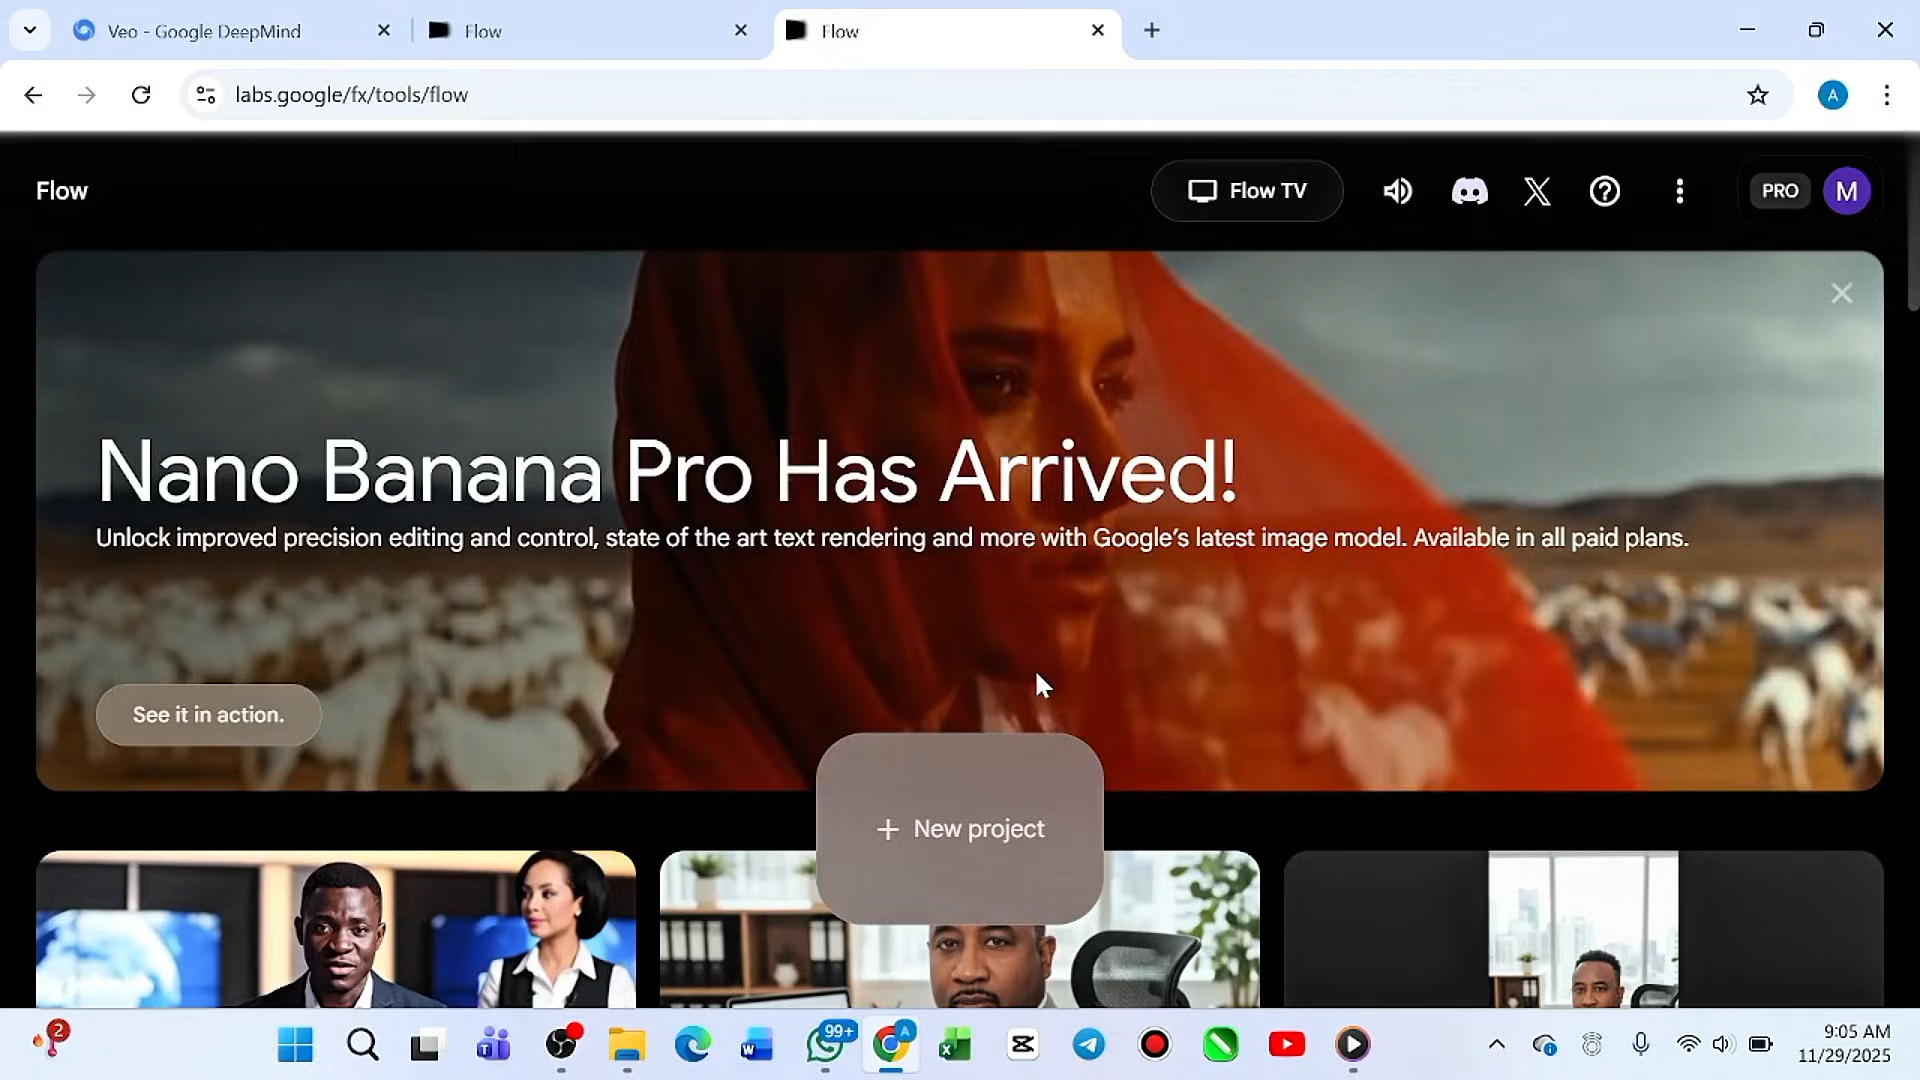 Veo - Google DeepMind
Flow
Flow
labs.google/fx/tools/flow
A
Flow
Flow TV
PRO
M
Nano Banana Pro Has Arrived!
Unlock improved precision editing and control, state of the art text rendering and more with Google's latest image model. Available in all paid plans.
See it in action.
+ New project
2
99+
A
9:05 AM
11/29/2025